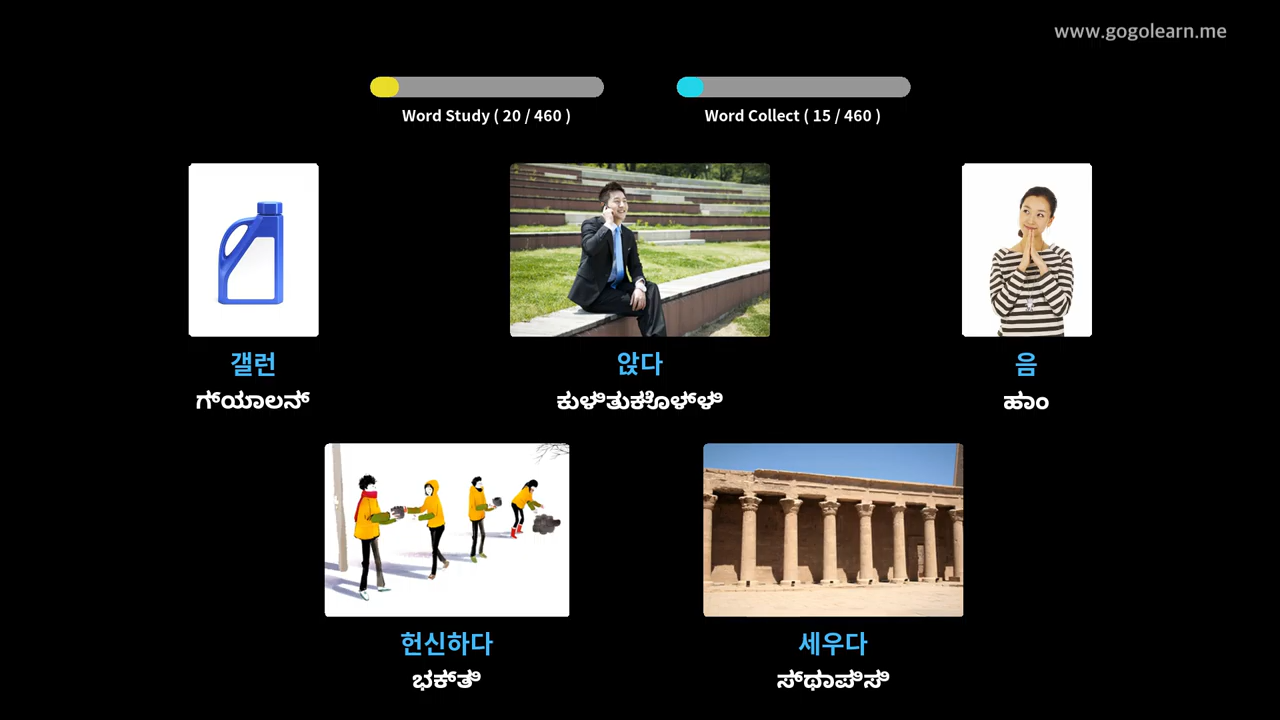 www.gogolearn.me
Word Study ( 20 / 460 )
Word Collect ( 15 / 460 )
갤런
ಗ್ಯಾಲನ್
앉다
ಕುಳಿತುಕೊಳ್ಳಿ
음
ಹಾಂ
헌신하다
ಭಕ್ತಿ
세우다
ಸ್ಥಾಪಿಸಿ